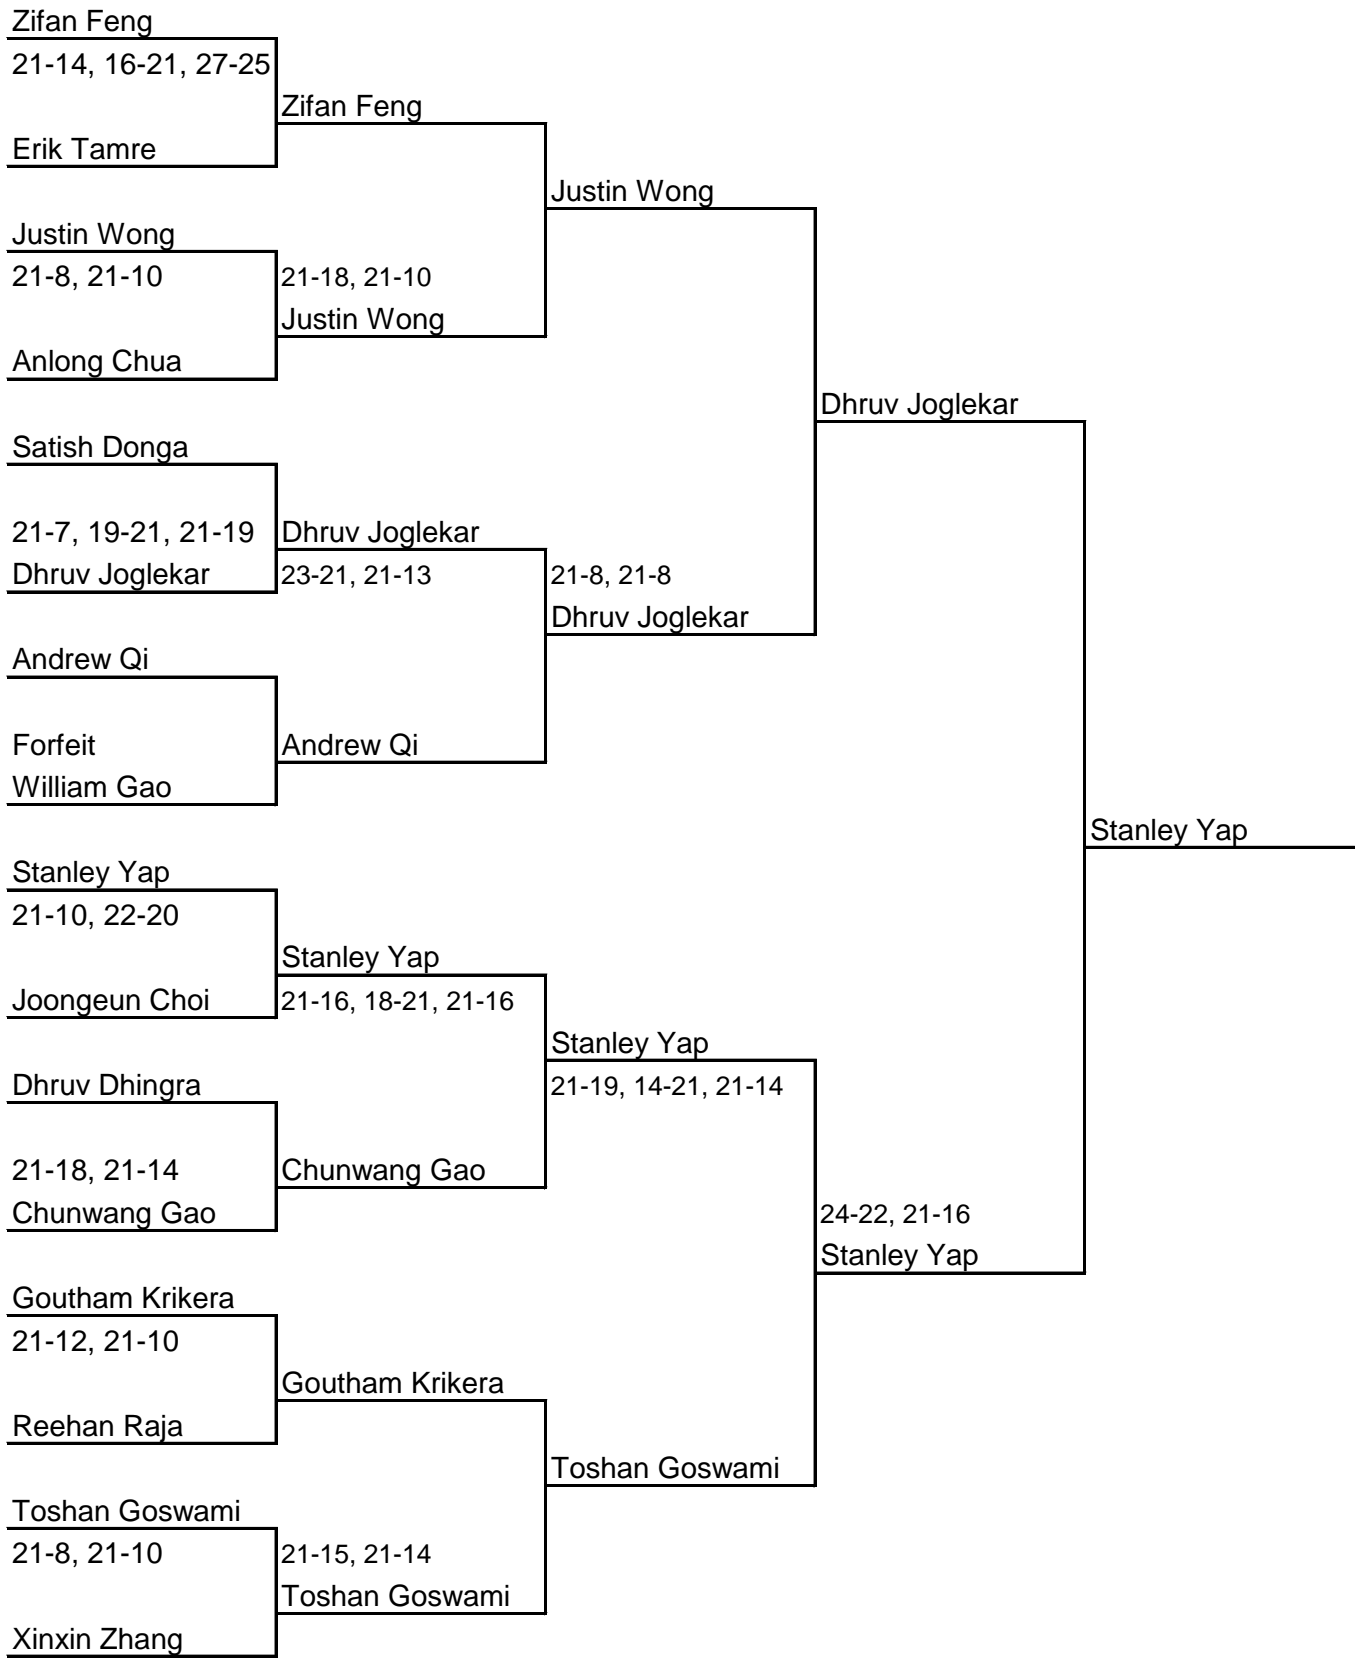 Zifan Feng
21-14, 16-21, 27-25
Zifan Feng
Erik Tamre
Justin Wong
Justin Wong
21-8, 21-10
21-18, 21-10
Justin Wong
Anlong Chua
Dhruv Joglekar
Satish Donga
21-7, 19-21, 21-19
Dhruv Joglekar
Dhruv Joglekar
23-21, 21-13
21-8, 21-8
Dhruv Joglekar
Andrew Qi
Forfeit
Andrew Qi
William Gao
Stanley Yap
Stanley Yap
21-10, 22-20
Stanley Yap
Joongeun Choi
21-16, 18-21, 21-16
Stanley Yap
Dhruv Dhingra
21-19, 14-21, 21-14
21-18, 21-14
Chunwang Gao
Chunwang Gao
24-22, 21-16
Stanley Yap
Goutham Krikera
21-12, 21-10
Goutham Krikera
Reehan Raja
Toshan Goswami
Toshan Goswami
21-8, 21-10
21-15, 21-14
Toshan Goswami
Xinxin Zhang